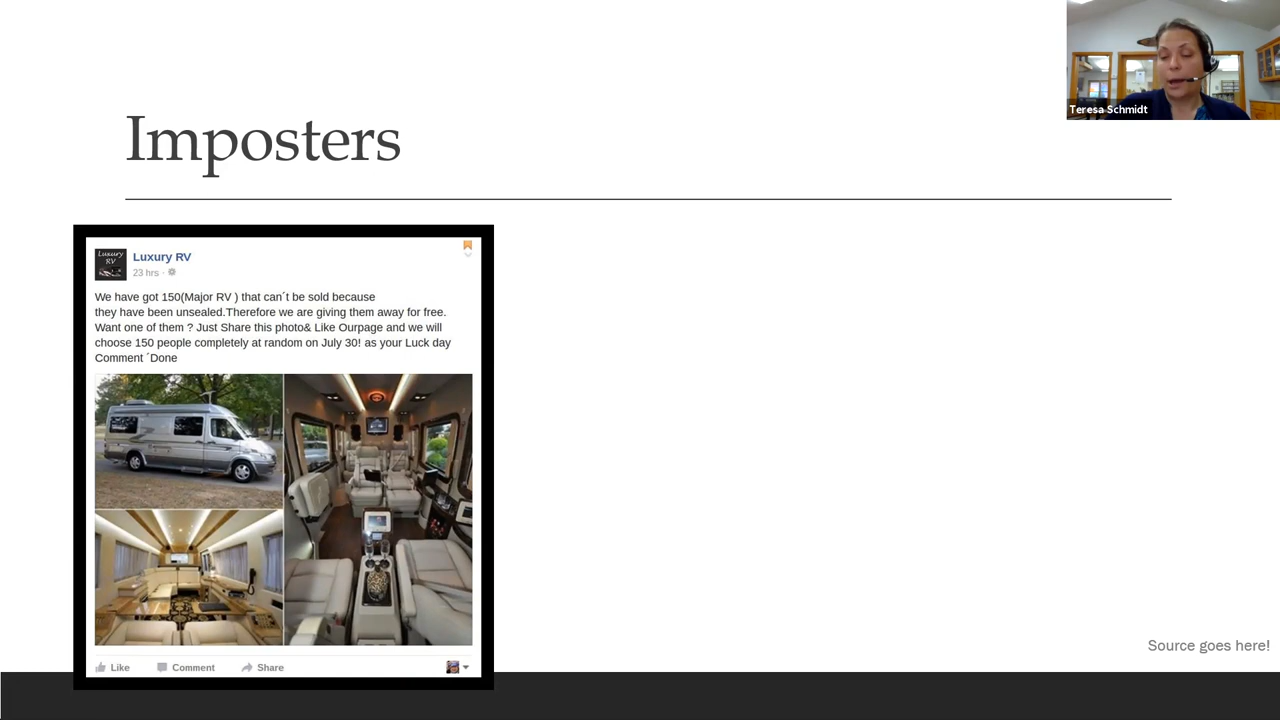 Teresa Schmidt
Imposters
Luxury RV
Luxury RV
23 hrs ·
We have got 150(Major RV ) that can´t be sold because
they have been unsealed.Therefore we are giving them away for free.
Want one of them ? Just Share this photo& Like Ourpage and we will
choose 150 people completely at random on July 30! as your Luck day
Comment ´Done
Like Comment Share
Source goes here!